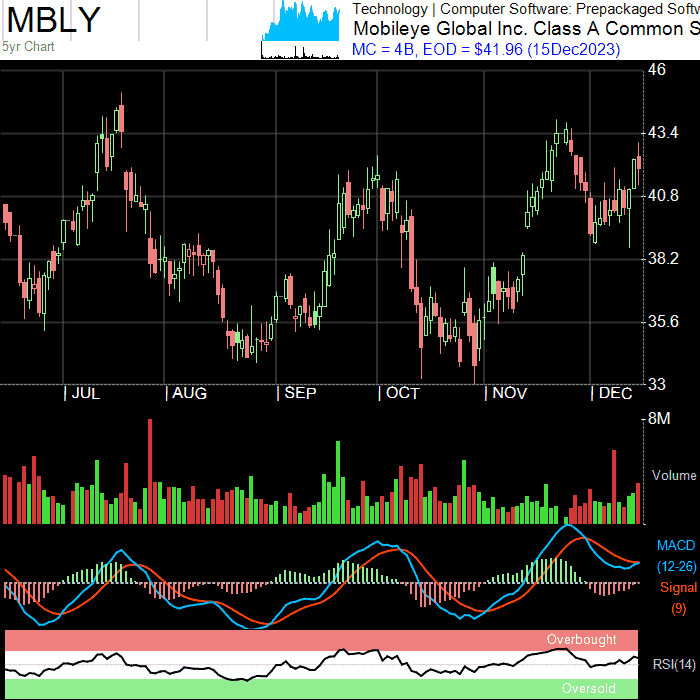 MBLY
5yr Chart
Technology | Computer Software: Prepackaged Softw
Mobileye Global Inc. Class A Common S
MC = 4B, EOD = $41.96 (15Dec2023)
46
43.4
40.8
38.2
35.6
33
| JUL | AUG | SEP | OCT | NOV | DEC
8M
Volume
MACD
(12-26)
Signal
(9)
Overbought
RSI(14)
Oversold